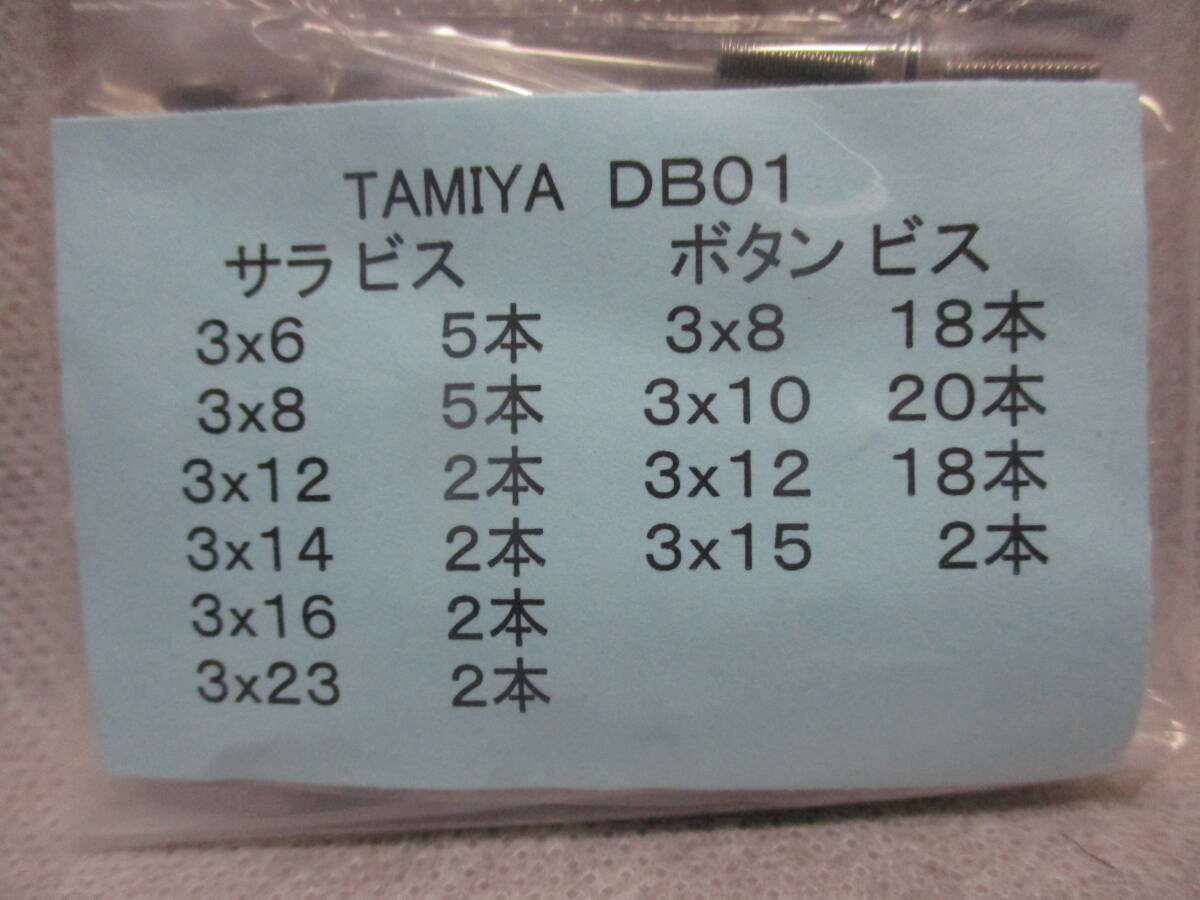 TAMIYA DB01
サラビス ボタンビス
3x6 5本 3x8 18本
3x8 5本 3x10 20本
3x12 2本 3x12 18本
3x14 2本 3x15 2本
3x16 2本
3x23 2本